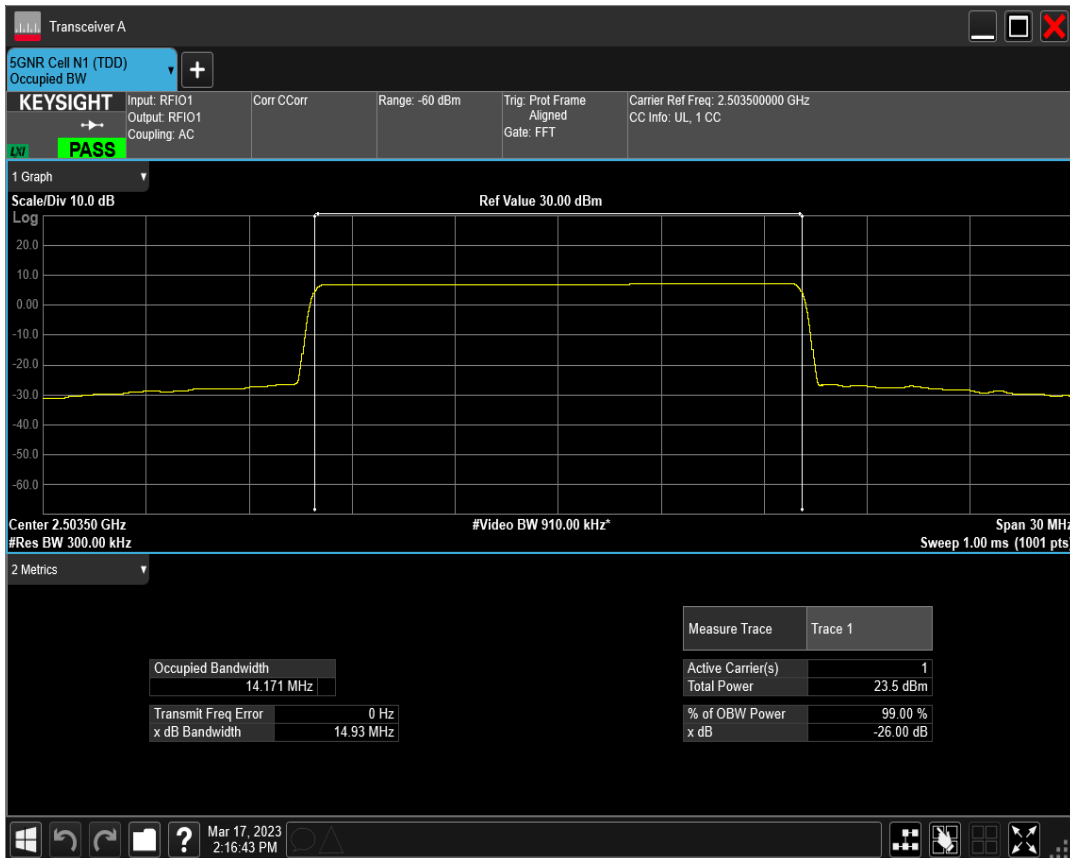 Transceiver A
5GNR Cell N1 (TDD)
Occupied BW
+
KEYSIGHT
LXI
PASS
Input: RFIO1
Output: RFIO1
Coupling: AC
Corr CCorr
Range: -60 dBm
Trig: Prot Frame
Aligned
Gate: FFT
Carrier Ref Freq: 2.503500000 GHz
CC Info: UL, 1 CC
1 Graph
Scale/Div 10.0 dB
Ref Value 30.00 dBm
Log
20.0
10.0
0.00
-10.0
-20.0
-30.0
-40.0
-50.0
-60.0
Center 2.50350 GHz
#Video BW 910.00 kHz*
Span 30 MHz
#Res BW 300.00 kHz
Sweep 1.00 ms (1001 pts)
2 Metrics
Measure Trace Trace 1
Occupied Bandwidth
14.171 MHz
Active Carrier(s) 1
Total Power 23.5 dBm
Transmit Freq Error 0 Hz
x dB Bandwidth 14.93 MHz
% of OBW Power 99.00 %
x dB -26.00 dB
?
Mar 17, 2023
2:16:43 PM